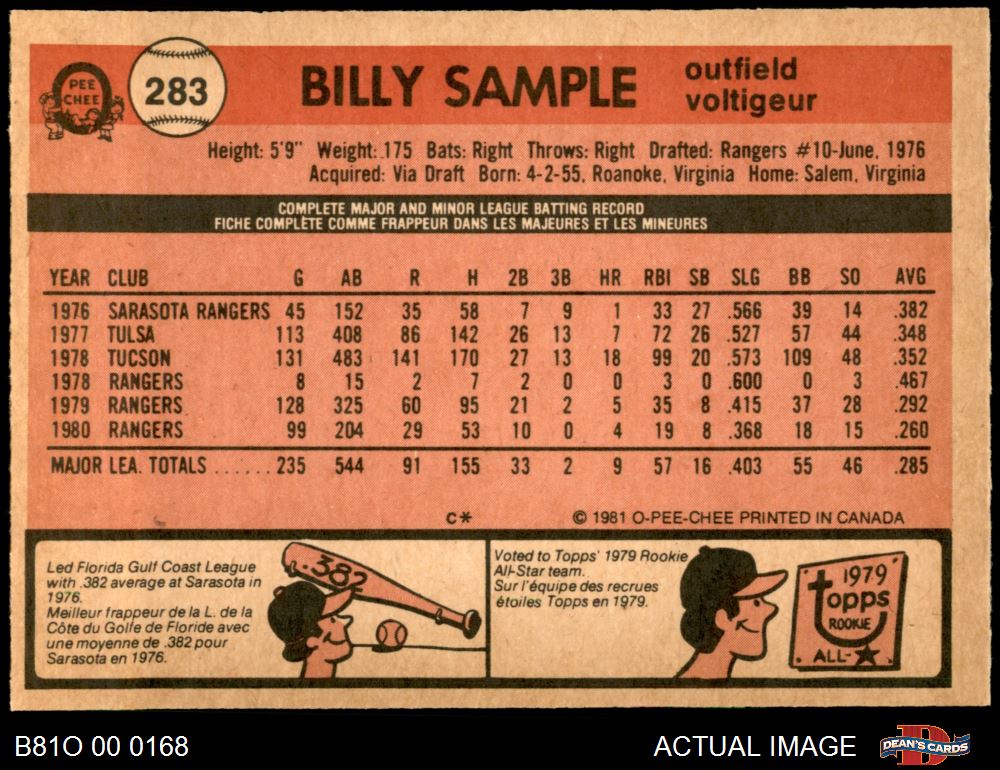 O
PEE
CHEE
283
BILLY SAMPLE
outfield
voltigeur
Height: 5'9" Weight: 175 Bats: Right Throws: Right Drafted: Rangers #10-June, 1976
Acquired: Via Draft Born: 4-2-55, Roanoke, Virginia Home: Salem, Virginia
COMPLETE MAJOR AND MINOR LEAGUE BATTING RECORD
FICHE COMPLÈTE COMME FRAPPEUR DANS LES MAJEURES ET LES MINEURES
YEAR CLUB G AB R H 2B 3B HR RBI SB SLG BB SO AVG
1976 SARASOTA RANGERS 45 152 35 58 7 9 1 33 27 .566 39 14 .382
1977 TULSA 113 408 86 142 26 13 7 72 26 .527 57 44 .348
1978 TUCSON 131 483 141 170 27 13 18 99 20 .573 109 48 .352
1978 RANGERS 8 15 2 7 2 0 0 3 0 .600 0 3 .467
1979 RANGERS 128 325 60 95 21 2 5 35 8 .415 37 28 .292
1980 RANGERS 99 204 29 53 10 0 4 19 8 .368 18 15 .260
MAJOR LEA. TOTALS ...... 235 544 91 155 33 2 9 57 16 .403 55 46 .285
C* © 1981 O-PEE-CHEE PRINTED IN CANADA
Led Florida Gulf Coast League
with .382 average at Sarasota in
1976.
Meilleur frappeur de la L. de la
Côte du Golfe de Floride avec
une moyenne de .382 pour
Sarasota en 1976.
.382
Voted to Topps' 1979 Rookie
All-Star team.
Sur l'équipe des recrues
étoiles Topps en 1979.
1979
topps
ROOKIE
ALL-★
B81O 00 0168
ACTUAL IMAGE
D
DEAN'S CARDS